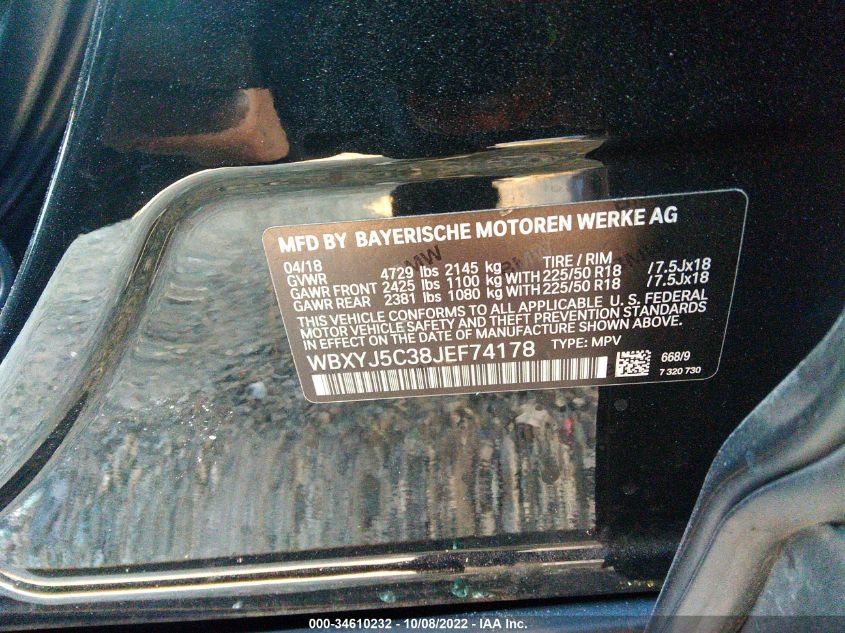 MFD BY BAYERISCHE MOTOREN WERKE AG
04/18 TIRE / RIM
GVWR 4729 lbs 2145 kg
GAWR FRONT 2425 lbs 1100 kg WITH 225/50 R18 /7.5Jx18
GAWR REAR 2381 lbs 1080 kg WITH 225/50 R18 /7.5Jx18
THIS VEHICLE CONFORMS TO ALL APPLICABLE U. S. FEDERAL
MOTOR VEHICLE SAFETY AND THEFT PREVENTION STANDARDS
IN EFFECT ON THE DATE OF MANUFACTURE SHOWN ABOVE.
WBXYJ5C38JEF74178 TYPE: MPV
668/9
7 320 730
000-34610232 - 10/08/2022 - IAA Inc.